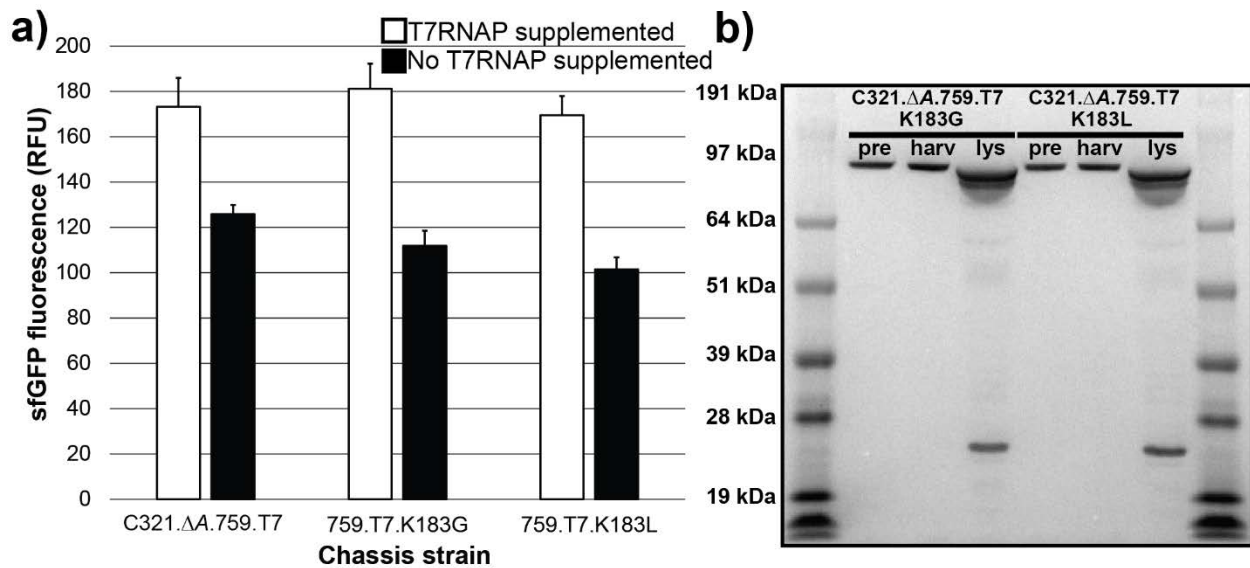 a)
T7RNAP supplemented
No T7RNAP supplemented
sfGFP fluorescence (RFU)
200
180
160
140
120
100
80
60
40
20
0
C321.ΔA.759.T7 759.T7.K183G 759.T7.K183L
Chassis strain
b)
C321.ΔA.759.T7 C321.ΔA.759.T7
K183G K183L
pre harv lys pre harv lys
191 kDa
97 kDa
64 kDa
51 kDa
39 kDa
28 kDa
19 kDa